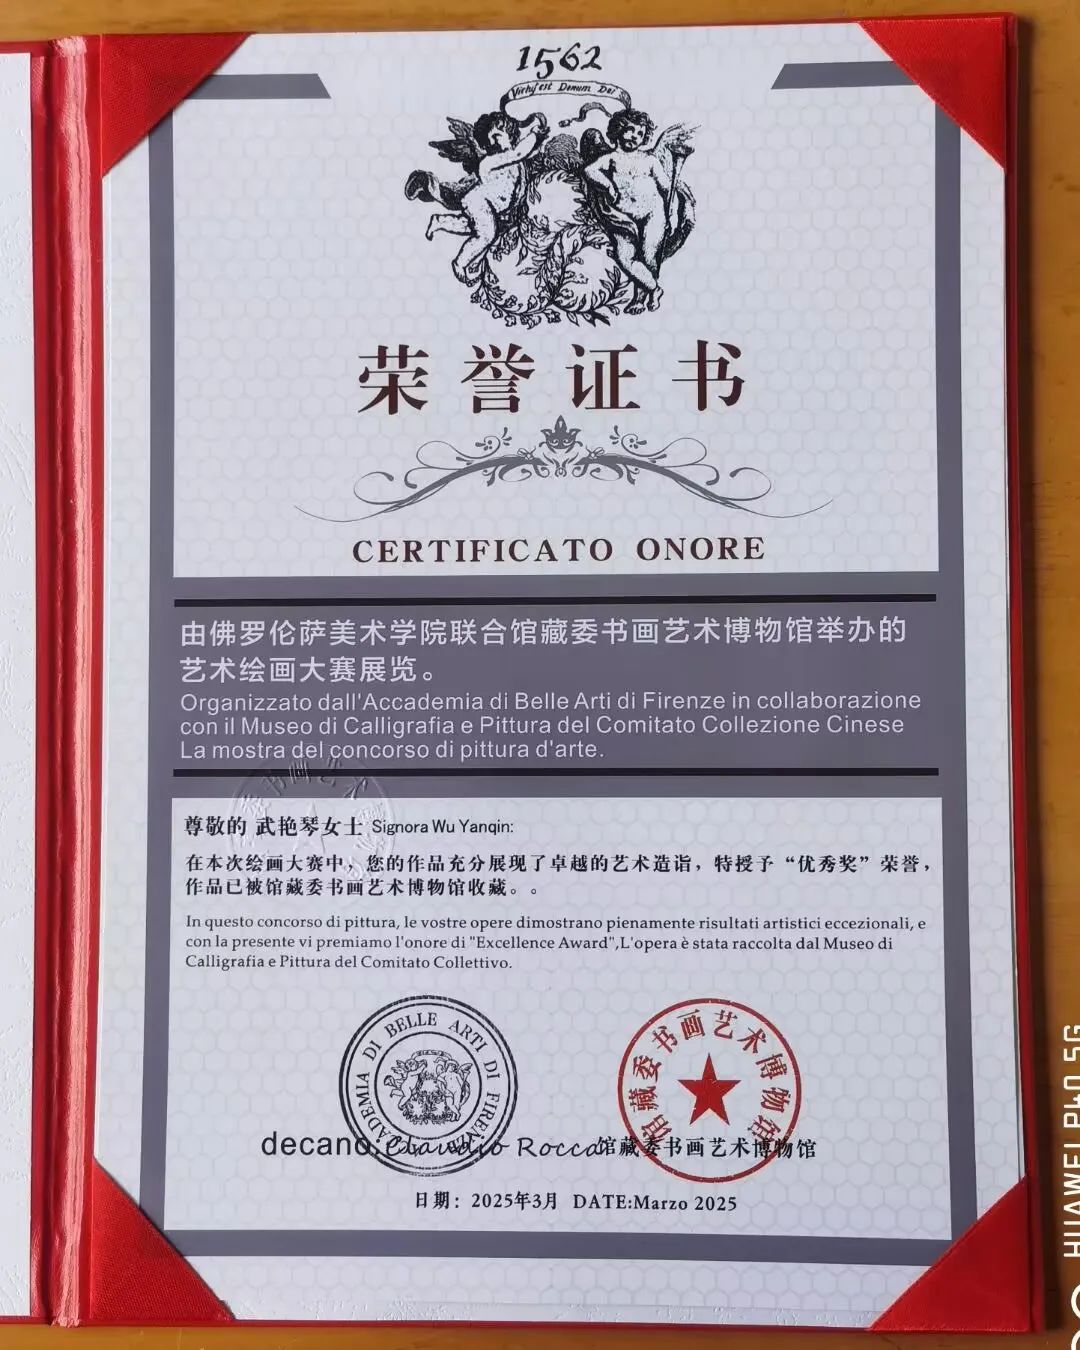 1562
荣誉证书
CERTIFICATO ONORE
由佛罗伦萨美术学院联合馆藏委书画艺术博物馆举办的
艺术绘画大赛展览。
Organizzato dall'Accademia di Belle Arti di Firenze in collaborazione
con il Museo di Calligrafia e Pittura del Comitato Collezione Cinese
La mostra del concorso di pittura d'arte.
尊敬的 武艳琴女士 Signora Wu Yanqin:
在本次绘画大赛中,您的作品充分展现了卓越的艺术造诣,特授予“优秀奖”荣誉,
作品已被馆藏委书画艺术博物馆收藏。。
In questo concorso di pittura, le vostre opere dimostrano pienamente risultati artistici eccezionali, e
con la presente vi premiamo l'onore di "Excellence Award",L'opera è stata raccolta dal Museo di
Calligrafia e Pittura del Comitato Collettivo.
ACCADEMIA DI BELLE ARTI DI FIRENZE
馆藏委书画艺术博物馆
decano: Claudio Rocca
馆藏委书画艺术博物馆
日期:2025年3月 DATE:Marzo 2025
HUAWEI P40 5G